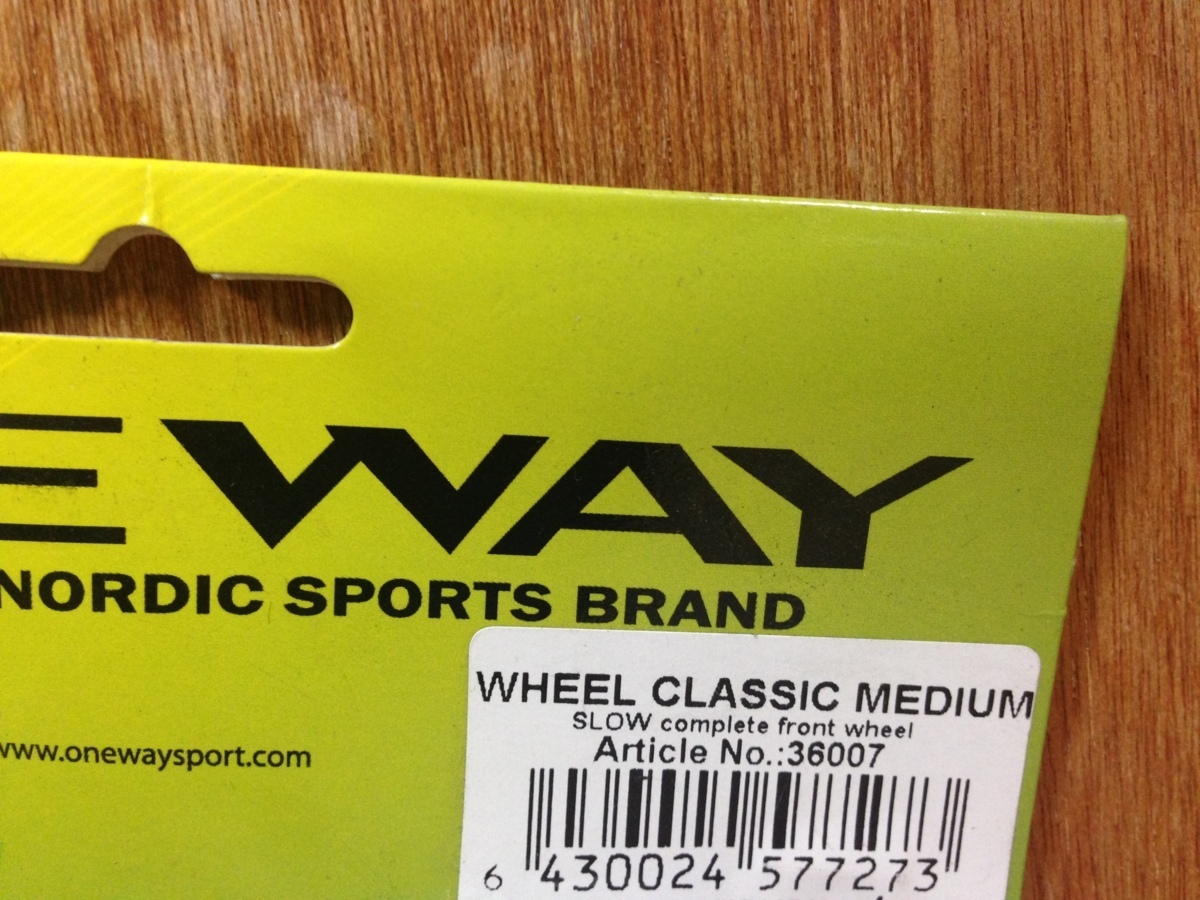 E WAY
NORDIC SPORTS BRAND
www.onewaysport.com
WHEEL CLASSIC MEDIUM
SLOW complete front wheel
Article No.:36007
6 430024 577273